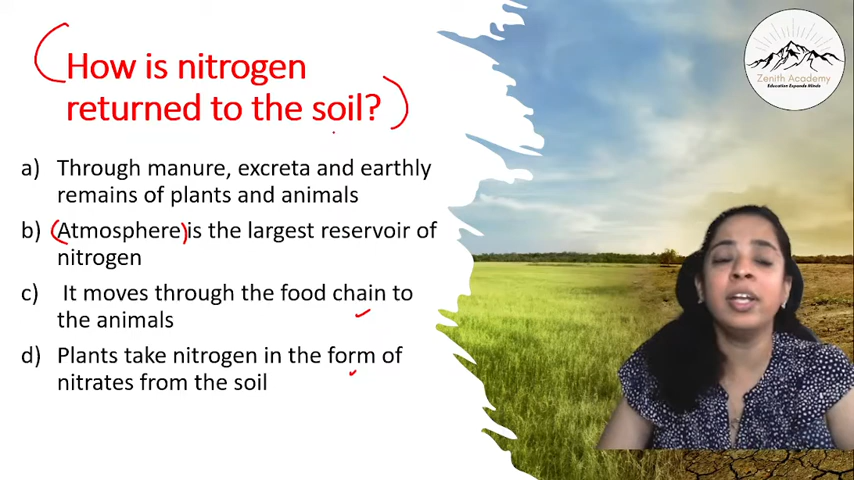 How is nitrogen
returned to the soil?
a) Through manure, excreta and earthly
remains of plants and animals
b) (Atmosphere) is the largest reservoir of
nitrogen
c) It moves through the food chain to
the animals
d) Plants take nitrogen in the form of
nitrates from the soil
Zenith Academy
Education Expands Minds